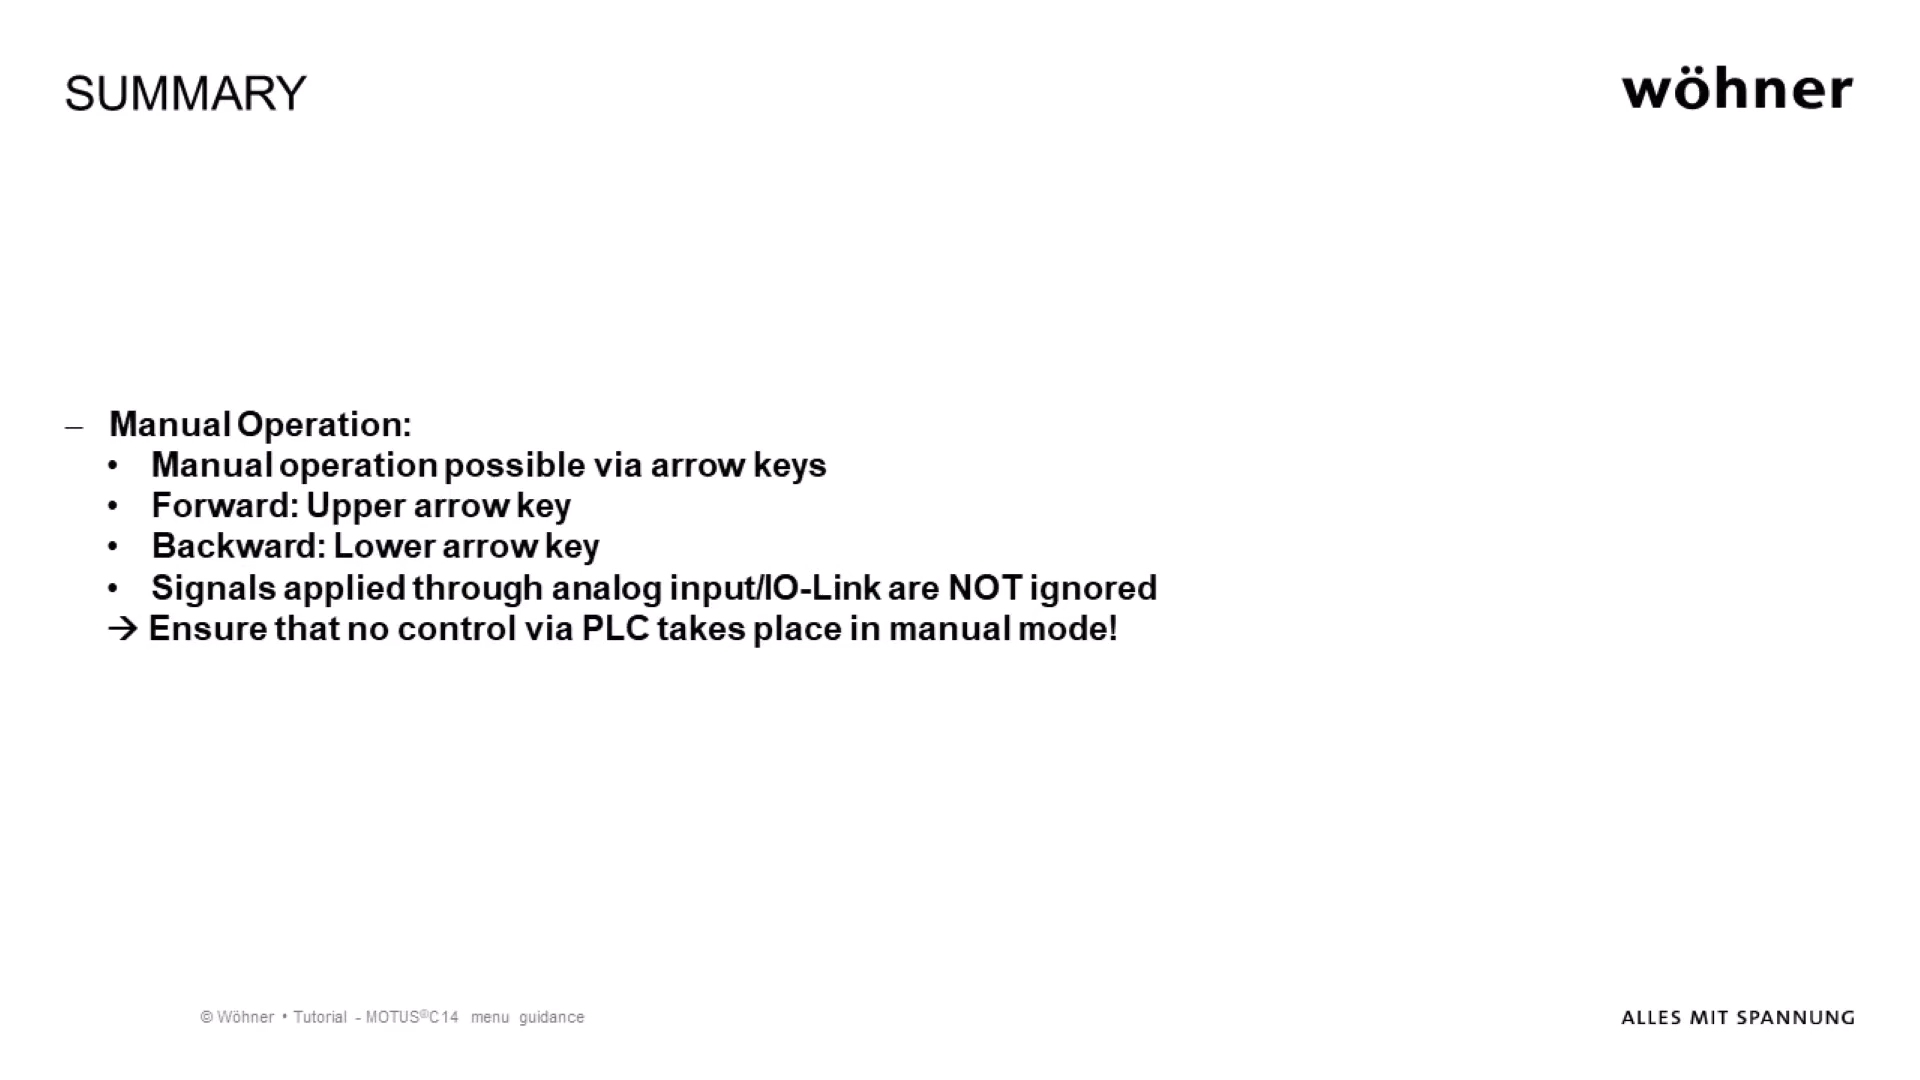 SUMMARY
wöhner
– Manual Operation:
• Manual operation possible via arrow keys
• Forward: Upper arrow key
• Backward: Lower arrow key
• Signals applied through analog input/IO-Link are NOT ignored
→ Ensure that no control via PLC takes place in manual mode!
© Wöhner • Tutorial - MOTUS®C14 menu guidance
ALLES MIT SPANNUNG